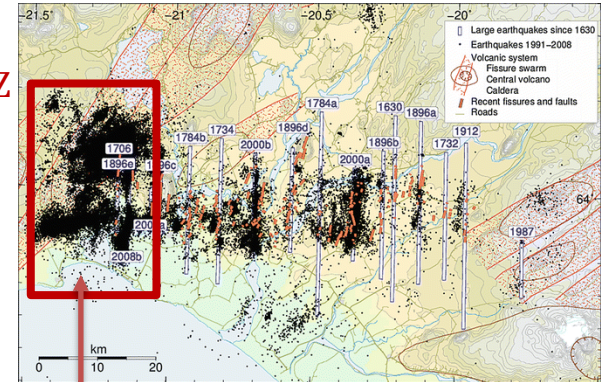 -21.5°
-21°
-20.5°
-20°
Large earthquakes since 1630
Earthquakes 1991–2008
Volcanic system
Fissure swarm
Central volcano
Caldera
Recent fissures and faults
Roads
Z
1784a
1630
1896a
1706
1784b
1734
2000b
1896d
1896b
1732
1912
1896e
1896c
2000a
2008b
1987
64°
km
0 10 20